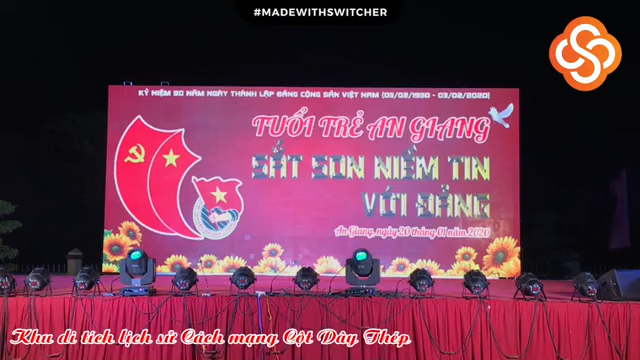 #MADEWITHSWITCHER
KỶ NIỆM 90 NĂM NGÀY THÀNH LẬP ĐẢNG CỘNG SẢN VIỆT NAM (03/02/1930 - 03/02/2020)
TUỔI TRẺ AN GIANG
SẮT SON NIỀM TIN
VỚI ĐẢNG
An Giang, ngày 20 tháng 01 năm 2020
Khu di tích lịch sử Cách mạng Cột Dây Thép